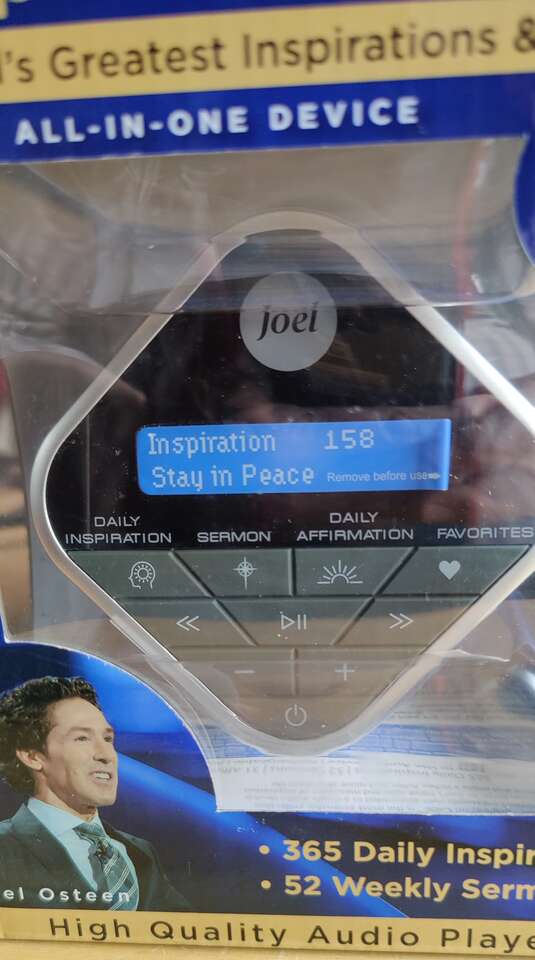 l's Greatest Inspirations &
ALL-IN-ONE DEVICE
Joel
Inspiration 158
Stay in Peace Remove before use
DAILY INSPIRATION
SERMON
DAILY AFFIRMATION
FAVORITES
el Osteen
• 365 Daily Inspir
• 52 Weekly Serm
High Quality Audio Playe